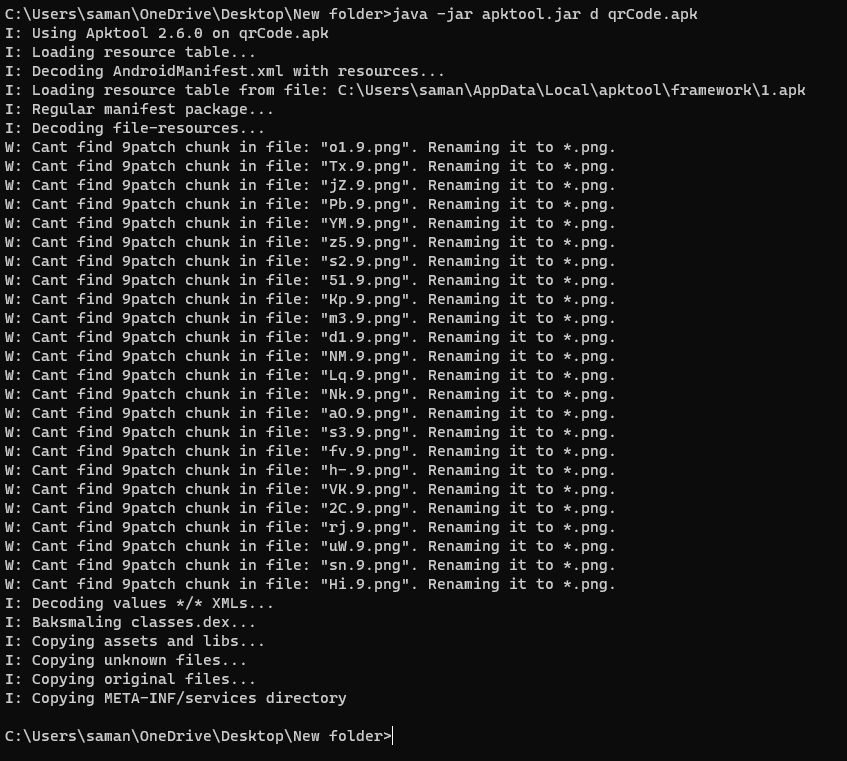 C:\Users\saman\OneDrive\Desktop\New folder>java -jar apktool.jar d qrCode.apk
I: Using Apktool 2.6.0 on qrCode.apk
I: Loading resource table...
I: Decoding AndroidManifest.xml with resources...
I: Loading resource table from file: C:\Users\saman\AppData\Local\apktool\framework\1.apk
I: Regular manifest package...
I: Decoding file-resources...
W: Cant find 9patch chunk in file: "o1.9.png". Renaming it to *.png.
W: Cant find 9patch chunk in file: "Tx.9.png". Renaming it to *.png.
W: Cant find 9patch chunk in file: "jZ.9.png". Renaming it to *.png.
W: Cant find 9patch chunk in file: "Pb.9.png". Renaming it to *.png.
W: Cant find 9patch chunk in file: "YM.9.png". Renaming it to *.png.
W: Cant find 9patch chunk in file: "z5.9.png". Renaming it to *.png.
W: Cant find 9patch chunk in file: "s2.9.png". Renaming it to *.png.
W: Cant find 9patch chunk in file: "51.9.png". Renaming it to *.png.
W: Cant find 9patch chunk in file: "Kp.9.png". Renaming it to *.png.
W: Cant find 9patch chunk in file: "m3.9.png". Renaming it to *.png.
W: Cant find 9patch chunk in file: "d1.9.png". Renaming it to *.png.
W: Cant find 9patch chunk in file: "NM.9.png". Renaming it to *.png.
W: Cant find 9patch chunk in file: "Lq.9.png". Renaming it to *.png.
W: Cant find 9patch chunk in file: "Nk.9.png". Renaming it to *.png.
W: Cant find 9patch chunk in file: "aO.9.png". Renaming it to *.png.
W: Cant find 9patch chunk in file: "s3.9.png". Renaming it to *.png.
W: Cant find 9patch chunk in file: "fv.9.png". Renaming it to *.png.
W: Cant find 9patch chunk in file: "h-.9.png". Renaming it to *.png.
W: Cant find 9patch chunk in file: "VK.9.png". Renaming it to *.png.
W: Cant find 9patch chunk in file: "2C.9.png". Renaming it to *.png.
W: Cant find 9patch chunk in file: "rj.9.png". Renaming it to *.png.
W: Cant find 9patch chunk in file: "uW.9.png". Renaming it to *.png.
W: Cant find 9patch chunk in file: "sn.9.png". Renaming it to *.png.
W: Cant find 9patch chunk in file: "Hi.9.png". Renaming it to *.png.
I: Decoding values */* XMLs...
I: Baksmaling classes.dex...
I: Copying assets and libs...
I: Copying unknown files...
I: Copying original files...
I: Copying META-INF/services directory
C:\Users\saman\OneDrive\Desktop\New folder>